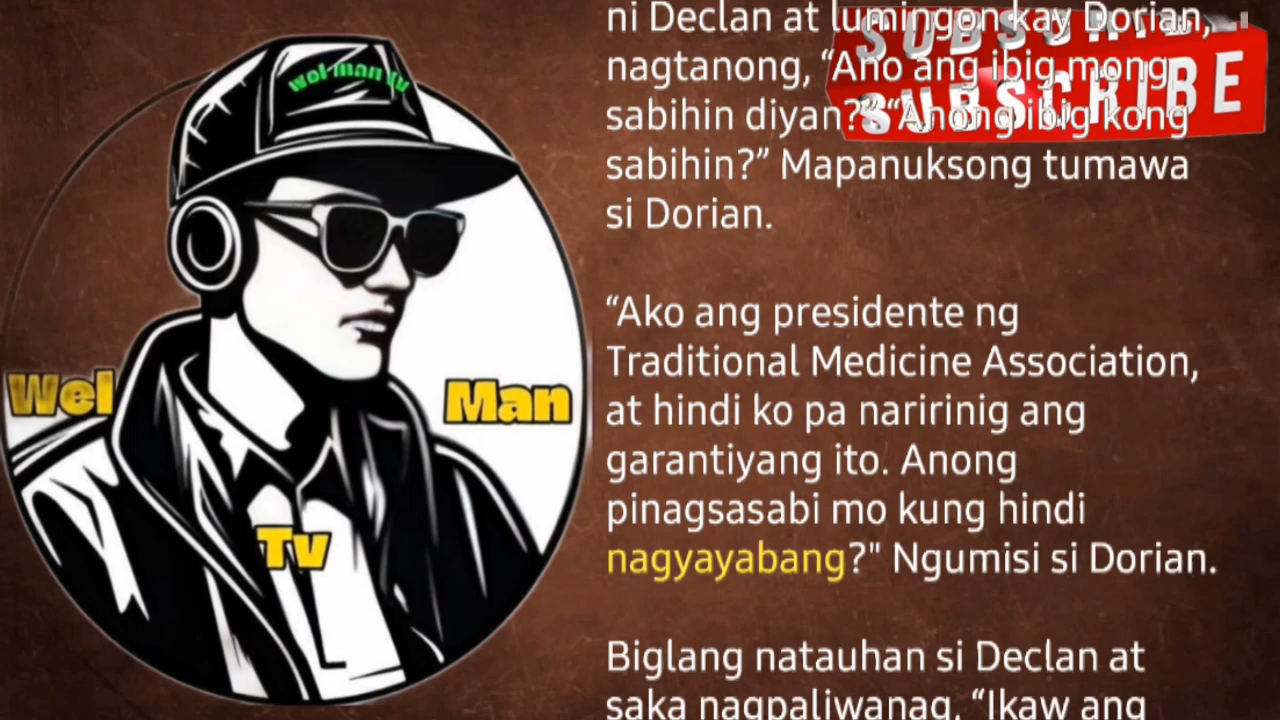 wel man tv
Wel
Man
Tv
SUBSCRIBE
SUBSCRIBE
ni Declan at lumingon kay Dorian,
nagtanong, “Ano ang ibig mong
sabihin diyan?” “Anong ibig kong
sabihin?” Mapanuksong tumawa
si Dorian.
“Ako ang presidente ng
Traditional Medicine Association,
at hindi ko pa naririnig ang
garantiyang ito. Anong
pinagsasabi mo kung hindi
nagyayabang?" Ngumisi si Dorian.
Biglang natauhan si Declan at
saka nagpaliwanag, “Ikaw ang